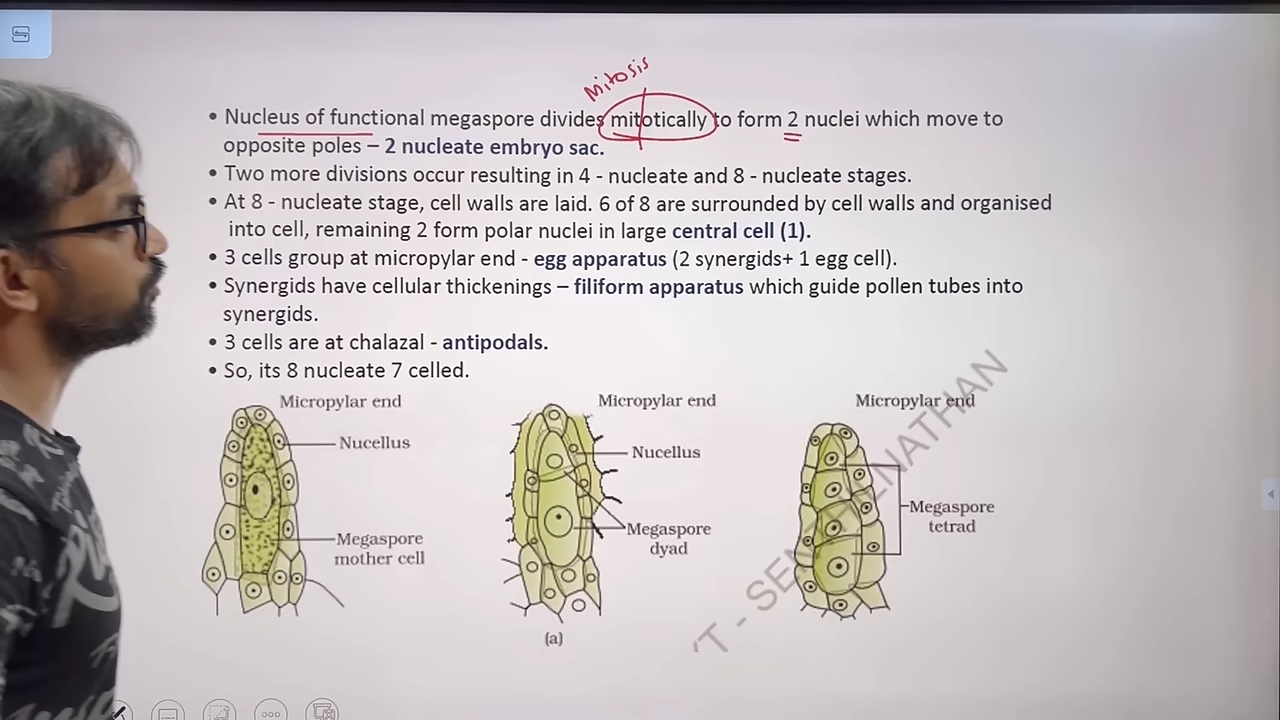 Mitosis
• Nucleus of functional megaspore divides mitotically to form 2 nuclei which move to
opposite poles – 2 nucleate embryo sac.
• Two more divisions occur resulting in 4 - nucleate and 8 - nucleate stages.
• At 8 - nucleate stage, cell walls are laid. 6 of 8 are surrounded by cell walls and organised
into cell, remaining 2 form polar nuclei in large central cell (1).
• 3 cells group at micropylar end - egg apparatus (2 synergids+ 1 egg cell).
• Synergids have cellular thickenings – filiform apparatus which guide pollen tubes into
synergids.
• 3 cells are at chalazal - antipodals.
• So, its 8 nucleate 7 celled.
Micropylar end
Nucellus
Megaspore
mother cell
Micropylar end
Nucellus
Megaspore
dyad
(a)
Micropylar end
Megaspore
tetrad